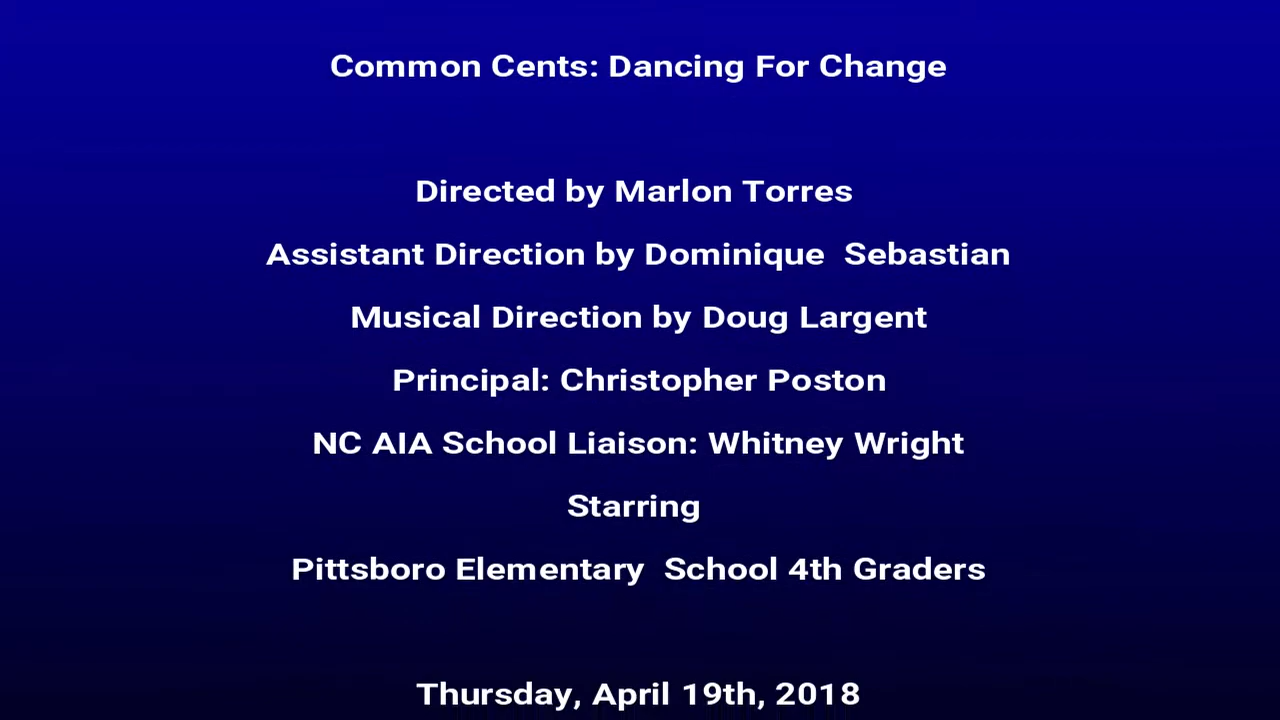 Common Cents: Dancing For Change
Directed by Marlon Torres
Assistant Direction by Dominique  Sebastian
Musical Direction by Doug Largent
Principal: Christopher Poston
NC AIA School Liaison: Whitney Wright
Starring
Pittsboro Elementary  School 4th Graders
Thursday, April 19th, 2018